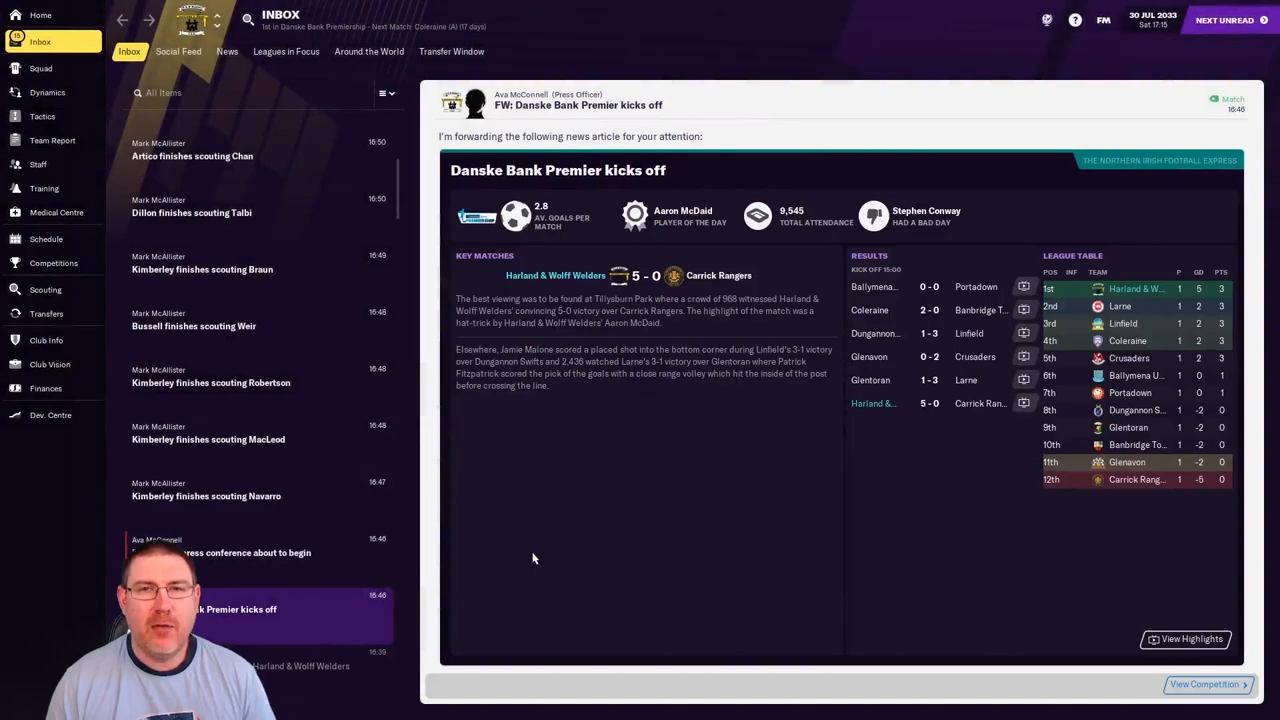 Home
Inbox
15
Squad
Dynamics
Tactics
Team Report
Staff
Training
Medical Centre
Schedule
Competitions
Scouting
Transfers
Club Info
Club Vision
Finances
Dev. Centre
INBOX
1st in Danske Bank Premiership - Next Match: Coleraine (A) (17 days)
FM
30 JUL 2033
Sat 17:15
NEXT UNREAD
Inbox
Social Feed
News
Leagues in Focus
Around the World
Transfer Window
All Items
Mark McAllister
16:50
Artico finishes scouting Chan
Mark McAllister
16:50
Dillon finishes scouting Talbi
Mark McAllister
16:49
Kimberley finishes scouting Braun
Mark McAllister
16:48
Bussell finishes scouting Weir
Mark McAllister
16:48
Kimberley finishes scouting Robertson
Mark McAllister
16:48
Kimberley finishes scouting MacLeod
Mark McAllister
16:47
Kimberley finishes scouting Navarro
Ava McConnell
16:46
press conference about to begin
16:46
Premier kicks off
16:39
Harland & Wolff Welders
Ava McConnell (Press Officer)
FW: Danske Bank Premier kicks off
Match
16:46
I'm forwarding the following news article for your attention:
THE NORTHERN IRISH FOOTBALL EXPRESS
Danske Bank Premier kicks off
2.8
AV. GOALS PER
MATCH
Aaron McDaid
PLAYER OF THE DAY
9,545
TOTAL ATTENDANCE
Stephen Conway
HAD A BAD DAY
KEY MATCHES
Harland & Wolff Welders 5 - 0 Carrick Rangers
The best viewing was to be found at Tillysburn Park where a crowd of 968 witnessed Harland &
Wolff Welders' convincing 5-0 victory over Carrick Rangers. The highlight of the match was a
hat-trick by Harland & Wolff Welders' Aaron McDaid.
Elsewhere, Jamie Malone scored a placed shot into the bottom corner during Linfield's 3-1 victory
over Dungannon Swifts and 2,436 watched Larne's 3-1 victory over Glentoran where Patrick
Fitzpatrick scored the pick of the goals with a close range volley which hit the inside of the post
before crossing the line.
RESULTS
KICK OFF 15:00
Ballymena... 0 - 0 Portadown
Coleraine 2 - 0 Banbridge T...
Dungannon... 1 - 3 Linfield
Glenavon 0 - 2 Crusaders
Glentoran 1 - 3 Larne
Harland &... 5 - 0 Carrick Ran...
LEAGUE TABLE
POS INF TEAM P GD PTS
1st Harland & W... 1 5 3
2nd Larne 1 2 3
3rd Linfield 1 2 3
4th Coleraine 1 2 3
5th Crusaders 1 2 3
6th Ballymena U... 1 0 1
7th Portadown 1 0 1
8th Dungannon S... 1 -2 0
9th Glentoran 1 -2 0
10th Banbridge To... 1 -2 0
11th Glenavon 1 -2 0
12th Carrick Rang... 1 -5 0
View Highlights
View Competition